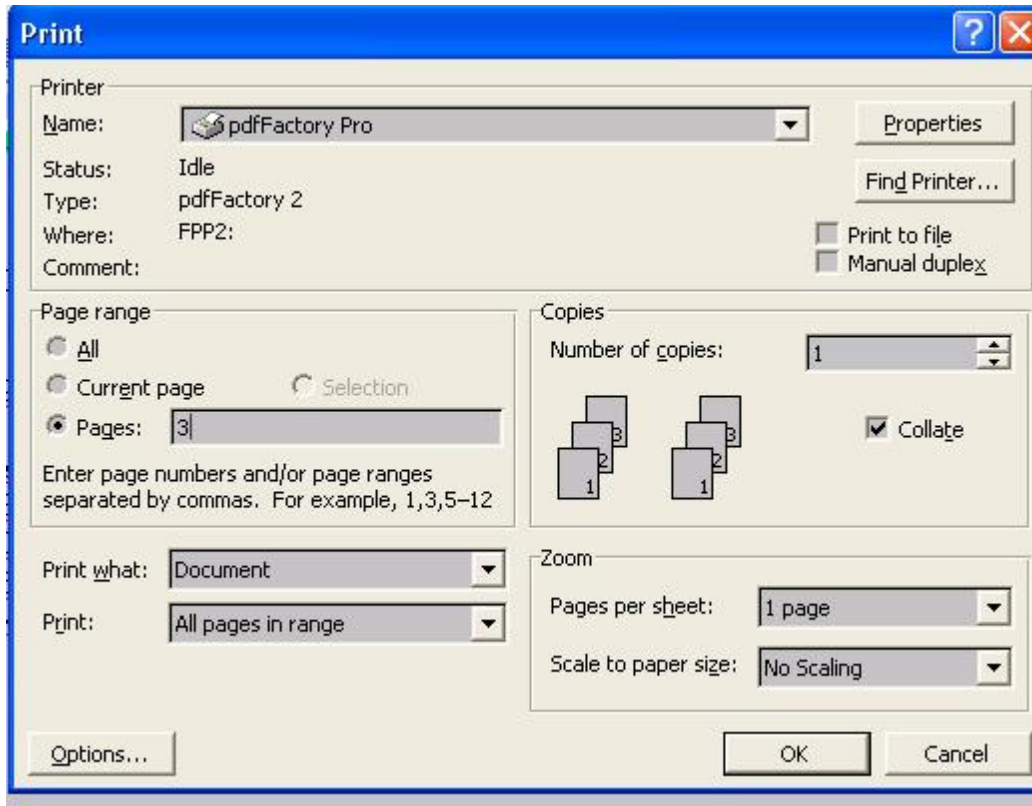 Print
Printer
Name: pdfFactory Pro Properties
Status: Idle
Find Printer...
Type: pdfFactory 2
Where: FPP2:
Print to file
Comment:
Manual duplex
Page range
All
Current page Selection
Pages: 3
Enter page numbers and/or page ranges
separated by commas. For example, 1,3,5–12
Copies
Number of copies: 1
3 3
2 2
1 1
Collate
Print what: Document
Print: All pages in range
Zoom
Pages per sheet: 1 page
Scale to paper size: No Scaling
Options... OK Cancel